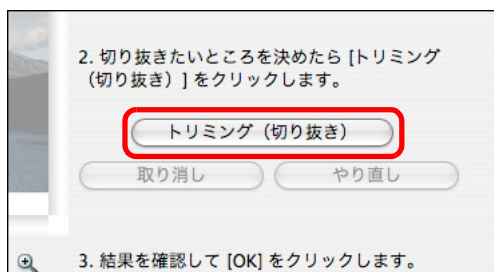 2. 切り抜きたいところを決めたら [トリミング
（切り抜き）] をクリックします。
トリミング（切り抜き）
取り消し
やり直し
3. 結果を確認して [OK] をクリックします。